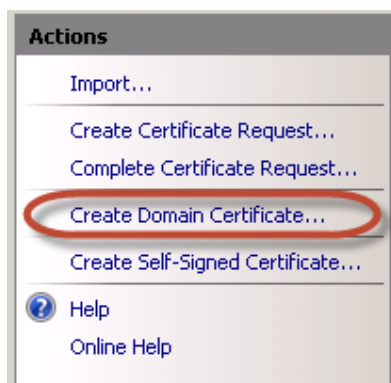 Actions
Import...
Create Certificate Request...
Complete Certificate Request...
Create Domain Certificate...
Create Self-Signed Certificate...
Help
Online Help